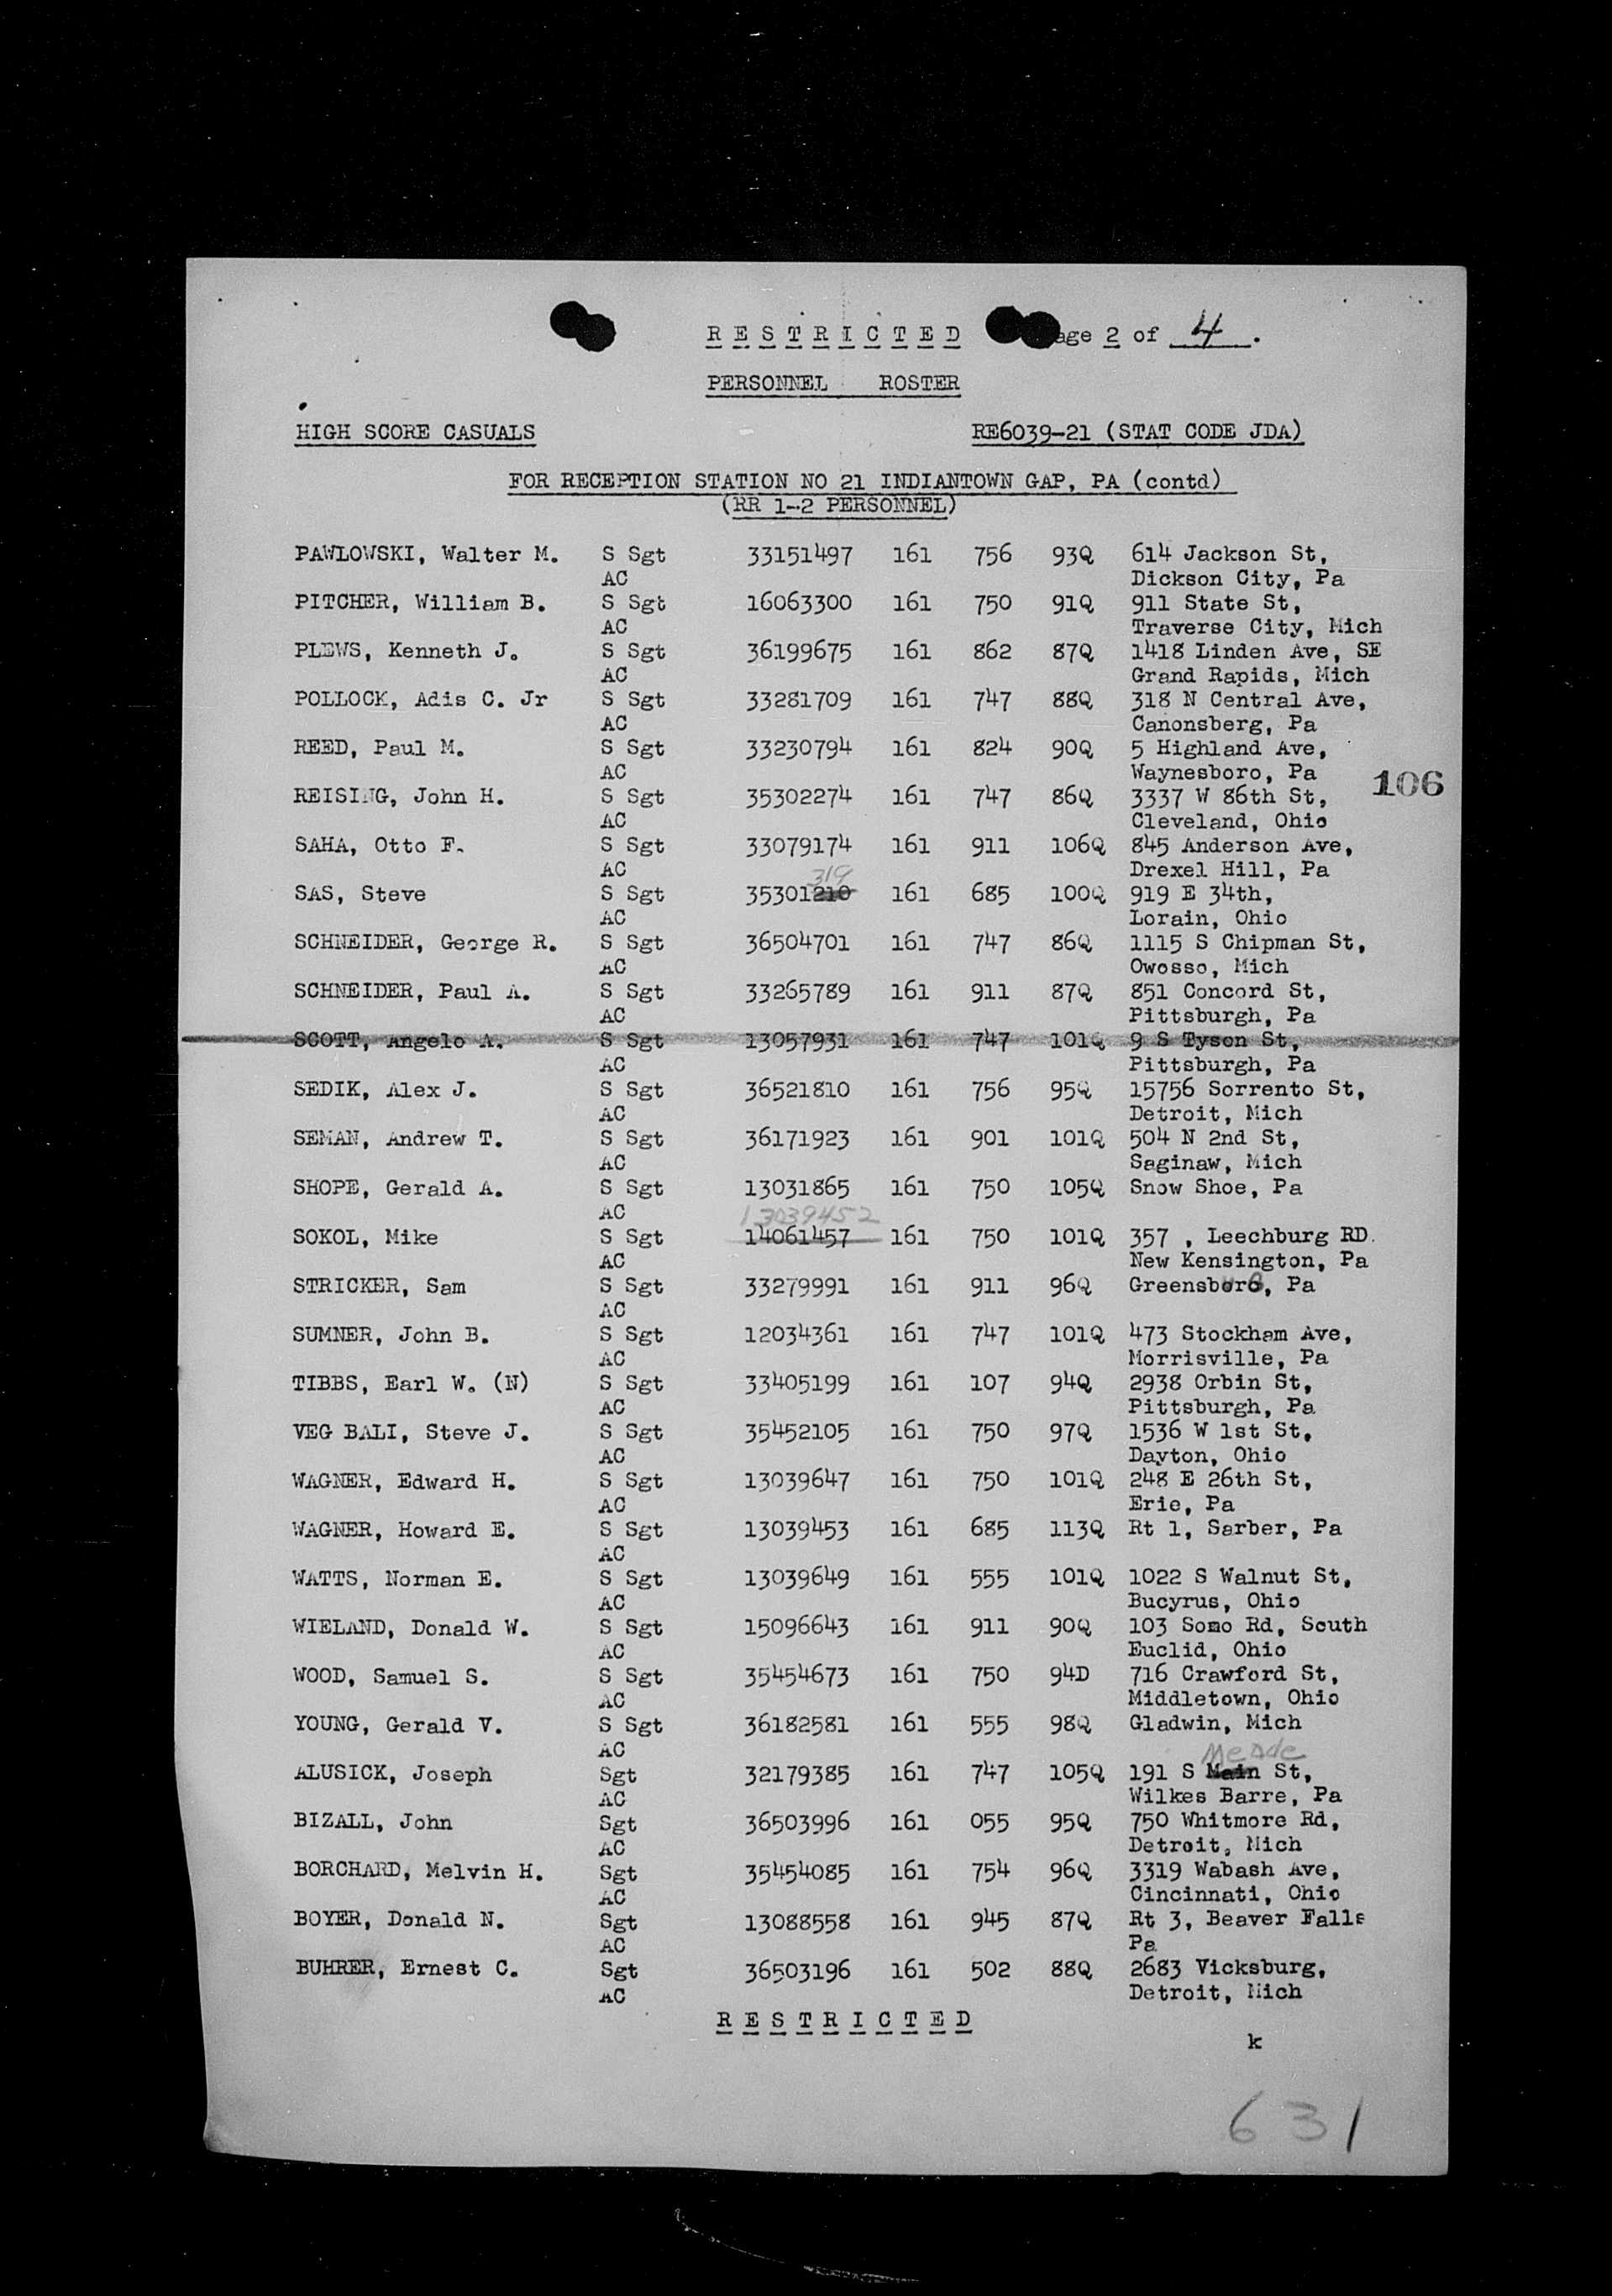 R E S T R I C T E D age 2 of 4.
PERSONNEL ROSTER
HIGH SCORE CASUALS RE6039-21 (STAT CODE JDA)
FOR RECEPTION STATION NO 21 INDIANTOWN GAP, PA (contd)
(RR 1-2 PERSONNEL)
PAWLOWSKI, Walter M. S Sgt 33151497 161 756 93Q 614 Jackson St,
AC Dickson City, Pa
PITCHER, William B. S Sgt 16063300 161 750 91Q 911 State St,
AC Traverse City, Mich
PLEWS, Kenneth J. S Sgt 36199675 161 862 87Q 1418 Linden Ave, SE
AC Grand Rapids, Mich
POLLOCK, Adis C. Jr S Sgt 33281709 161 747 88Q 318 N Central Ave,
AC Canonsberg, Pa
REED, Paul M. S Sgt 33230794 161 824 90Q 5 Highland Ave,
AC Waynesboro, Pa
106
REISING, John H. S Sgt 35302274 161 747 86Q 3337 W 86th St,
AC Cleveland, Ohio
SAHA, Otto F. S Sgt 33079174 161 911 106Q 845 Anderson Ave,
AC Drexel Hill, Pa
319
SAS, Steve S Sgt 35301210 161 685 100Q 919 E 34th,
AC Lorain, Ohio
SCHNEIDER, George R. S Sgt 36504701 161 747 86Q 1115 S Chipman St,
AC Owosso, Mich
SCHNEIDER, Paul A. S Sgt 33265789 161 911 87Q 851 Concord St,
AC Pittsburgh, Pa
SCOTT, Angelo A. S Sgt 13057931 161 747 101Q 9 S Tyson St,
AC Pittsburgh, Pa
SEDIK, Alex J. S Sgt 36521810 161 756 95Q 15756 Sorrento St,
AC Detroit, Mich
SEMAN, Andrew T. S Sgt 36171923 161 901 101Q 504 N 2nd St,
AC Saginaw, Mich
SHOPE, Gerald A. S Sgt 13031865 161 750 105Q Snow Shoe, Pa
AC 13039452
SOKOL, Mike S Sgt 14061457 161 750 101Q 357 , Leechburg RD.
AC New Kensington, Pa
STRICKER, Sam S Sgt 33279991 161 911 96Q Greensburg, Pa
AC
SUMNER, John B. S Sgt 12034361 161 747 101Q 473 Stockham Ave,
AC Morrisville, Pa
TIBBS, Earl W. (N) S Sgt 33405199 161 107 94Q 2938 Orbin St,
AC Pittsburgh, Pa
VEG BALI, Steve J. S Sgt 35452105 161 750 97Q 1536 W 1st St,
AC Dayton, Ohio
WAGNER, Edward H. S Sgt 13039647 161 750 101Q 248 E 26th St,
AC Erie, Pa
WAGNER, Howard E. S Sgt 13039453 161 685 113Q Rt 1, Sarber, Pa
AC
WATTS, Norman E. S Sgt 13039649 161 555 101Q 1022 S Walnut St,
AC Bucyrus, Ohio
WIELAND, Donald W. S Sgt 15096643 161 911 90Q 103 Somo Rd, South
AC Euclid, Ohio
WOOD, Samuel S. S Sgt 35454673 161 750 94D 716 Crawford St,
AC Middletown, Ohio
YOUNG, Gerald V. S Sgt 36182581 161 555 98Q Gladwin, Mich
AC Meade
ALUSICK, Joseph Sgt 32179385 161 747 105Q 191 S Main St,
AC Wilkes Barre, Pa
BIZALL, John Sgt 36503996 161 055 95Q 750 Whitmore Rd,
AC Detroit, Mich
BORCHARD, Melvin H. Sgt 35454085 161 754 96Q 3319 Wabash Ave,
AC Cincinnati, Ohio
BOYER, Donald N. Sgt 13088558 161 945 87Q Rt 3, Beaver Falls
AC Pa
BUHRER, Ernest C. Sgt 36503196 161 502 88Q 2683 Vicksburg,
AC Detroit, Mich
R E S T R I C T E D
k
631